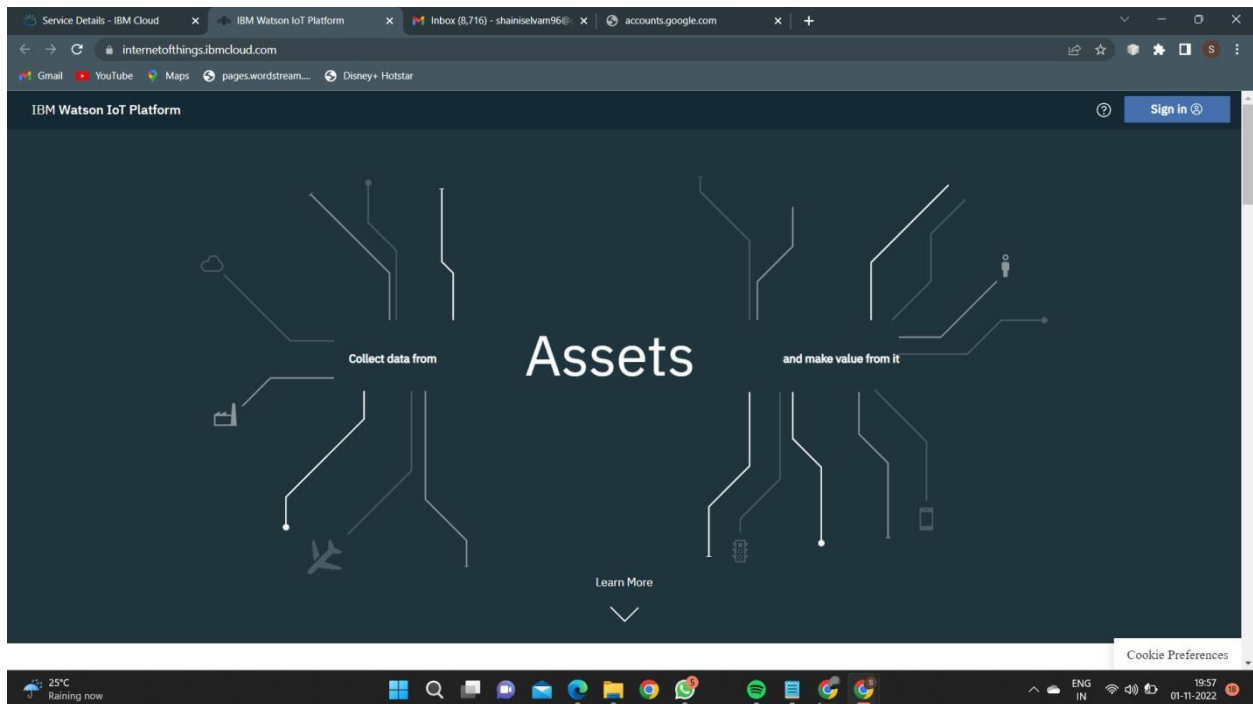 Service Details - IBM Cloud
IBM Watson IoT Platform
Inbox (8,716) - shainiselvam96@
accounts.google.com
internetofthings.ibmcloud.com
S
Gmail
YouTube
Maps
pages.wordstream....
Disney+ Hotstar
IBM Watson IoT Platform
Sign in
Collect data from
Assets
and make value from it
Learn More
Cookie Preferences
25°C
Raining now
ENG
IN
19:57
01-11-2022
18